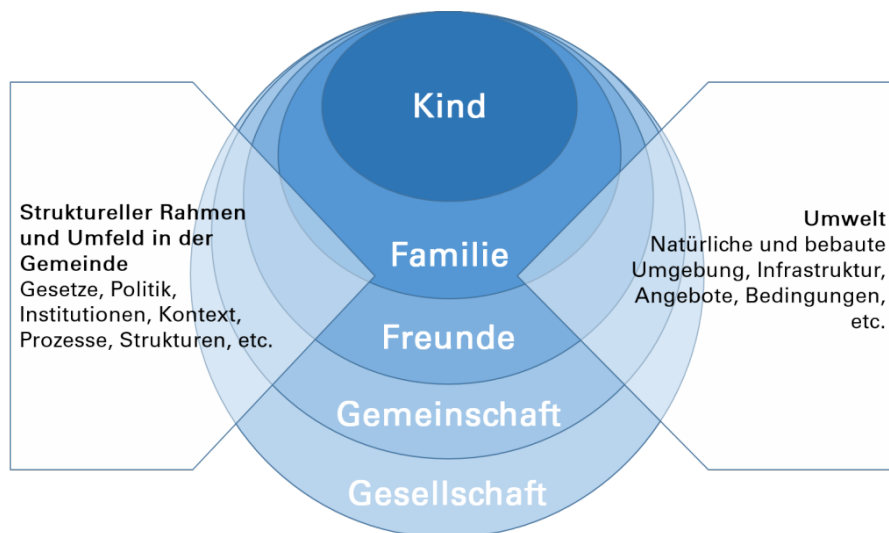 Kind
Struktureller Rahmen
und Umfeld in der
Gemeinde
Gesetze, Politik,
Institutionen, Kontext,
Prozesse, Strukturen, etc.
Familie
Freunde
Gemeinschaft
Gesellschaft
Umwelt
Natürliche und bebaute
Umgebung, Infrastruktur,
Angebote, Bedingungen,
etc.